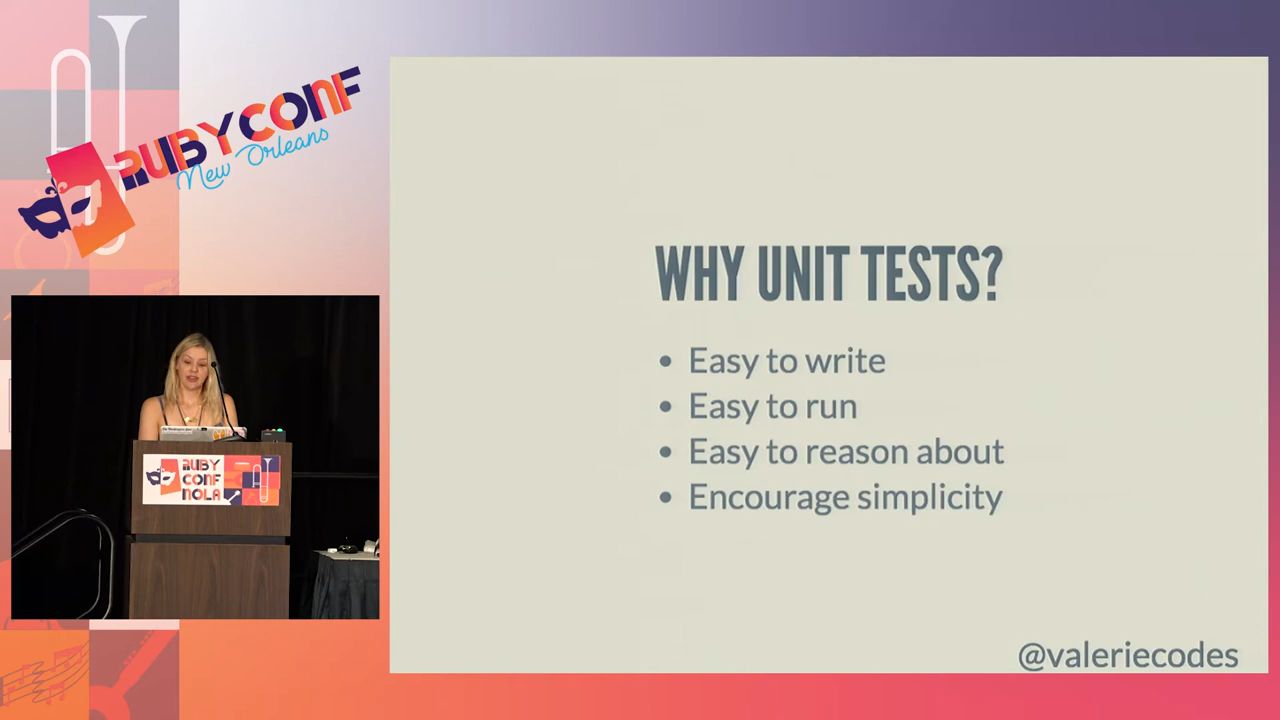 RUBYCONF
New Orleans
WHY UNIT TESTS?
• Easy to write
• Easy to run
• Easy to reason about
• Encourage simplicity
@valeriecodes
RUBY
CONF
NOLA